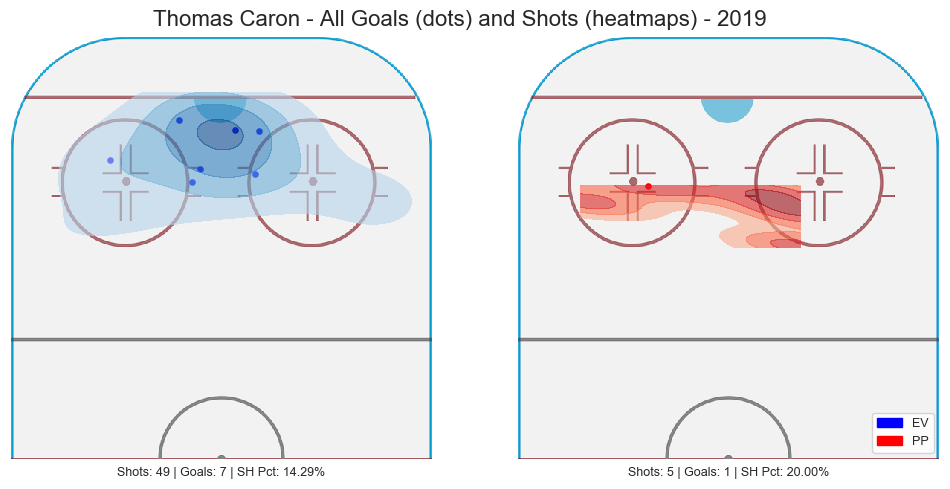 Thomas Caron - All Goals (dots) and Shots (heatmaps) - 2019
EV
PP
Shots: 49 | Goals: 7 | SH Pct: 14.29%
Shots: 5 | Goals: 1 | SH Pct: 20.00%